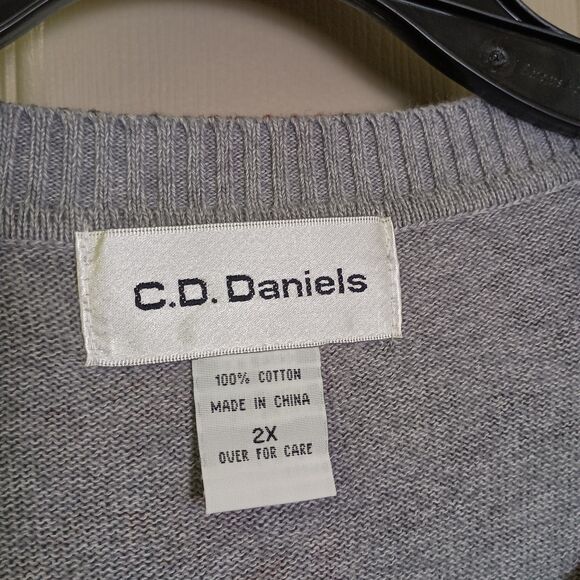 C.D. Daniels
100% COTTON
MADE IN CHINA
2X
OVER FOR CARE